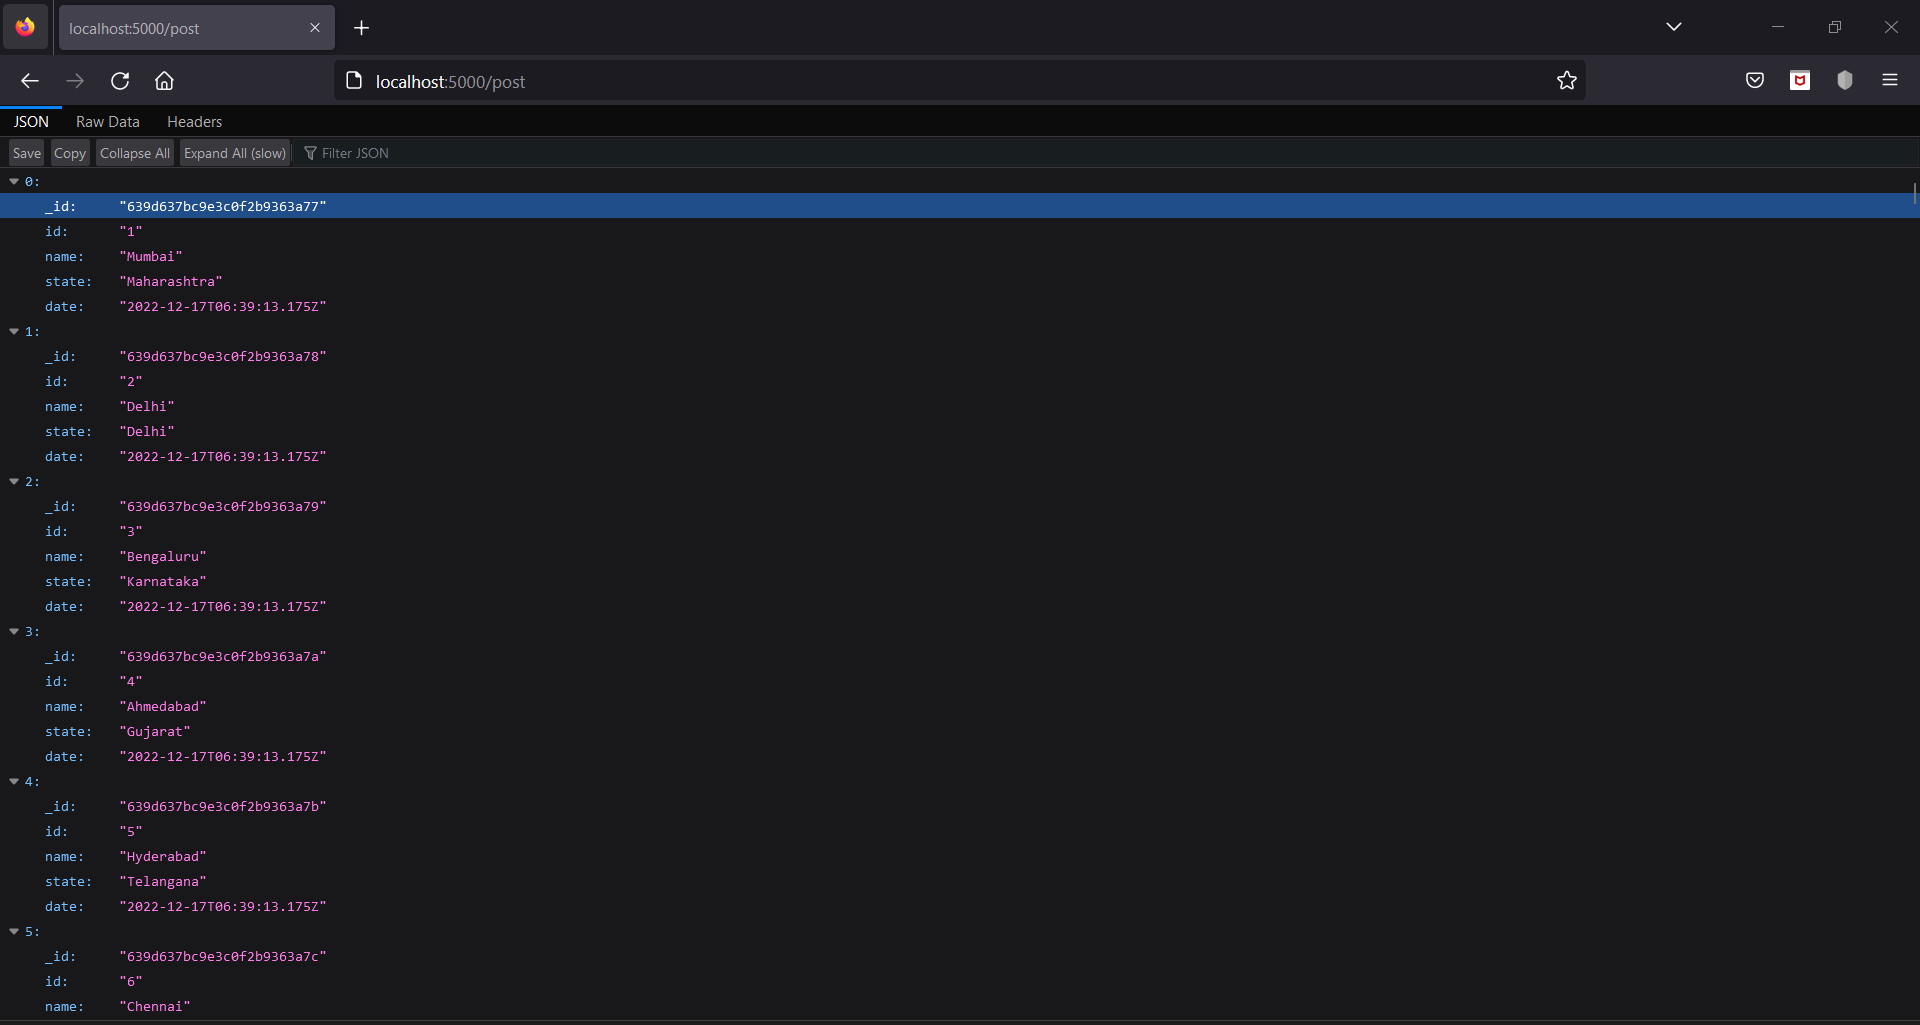 localhost:5000/post
localhost:5000/post
JSON Raw Data Headers
Save Copy Collapse All Expand All (slow) Filter JSON
0:
_id: "639d637bc9e3c0f2b9363a77"
id: "1"
name: "Mumbai"
state: "Maharashtra"
date: "2022-12-17T06:39:13.175Z"
1:
_id: "639d637bc9e3c0f2b9363a78"
id: "2"
name: "Delhi"
state: "Delhi"
date: "2022-12-17T06:39:13.175Z"
2:
_id: "639d637bc9e3c0f2b9363a79"
id: "3"
name: "Bengaluru"
state: "Karnataka"
date: "2022-12-17T06:39:13.175Z"
3:
_id: "639d637bc9e3c0f2b9363a7a"
id: "4"
name: "Ahmedabad"
state: "Gujarat"
date: "2022-12-17T06:39:13.175Z"
4:
_id: "639d637bc9e3c0f2b9363a7b"
id: "5"
name: "Hyderabad"
state: "Telangana"
date: "2022-12-17T06:39:13.175Z"
5:
_id: "639d637bc9e3c0f2b9363a7c"
id: "6"
name: "Chennai"